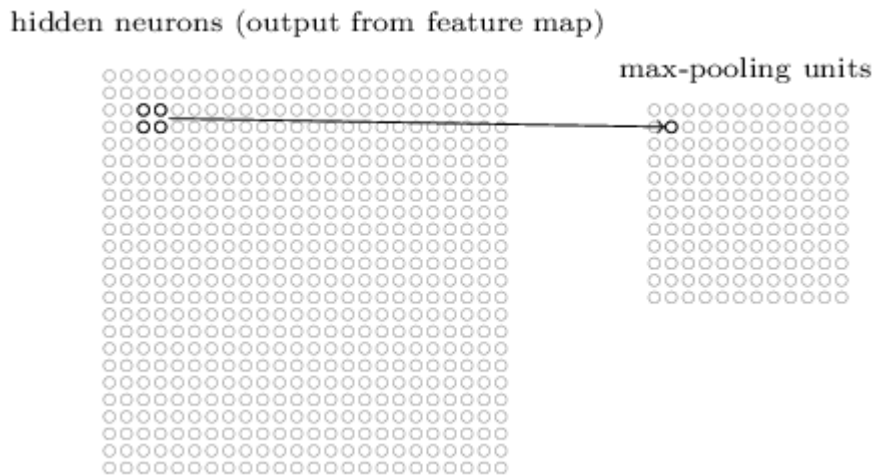 hidden neurons (output from feature map)
max-pooling units